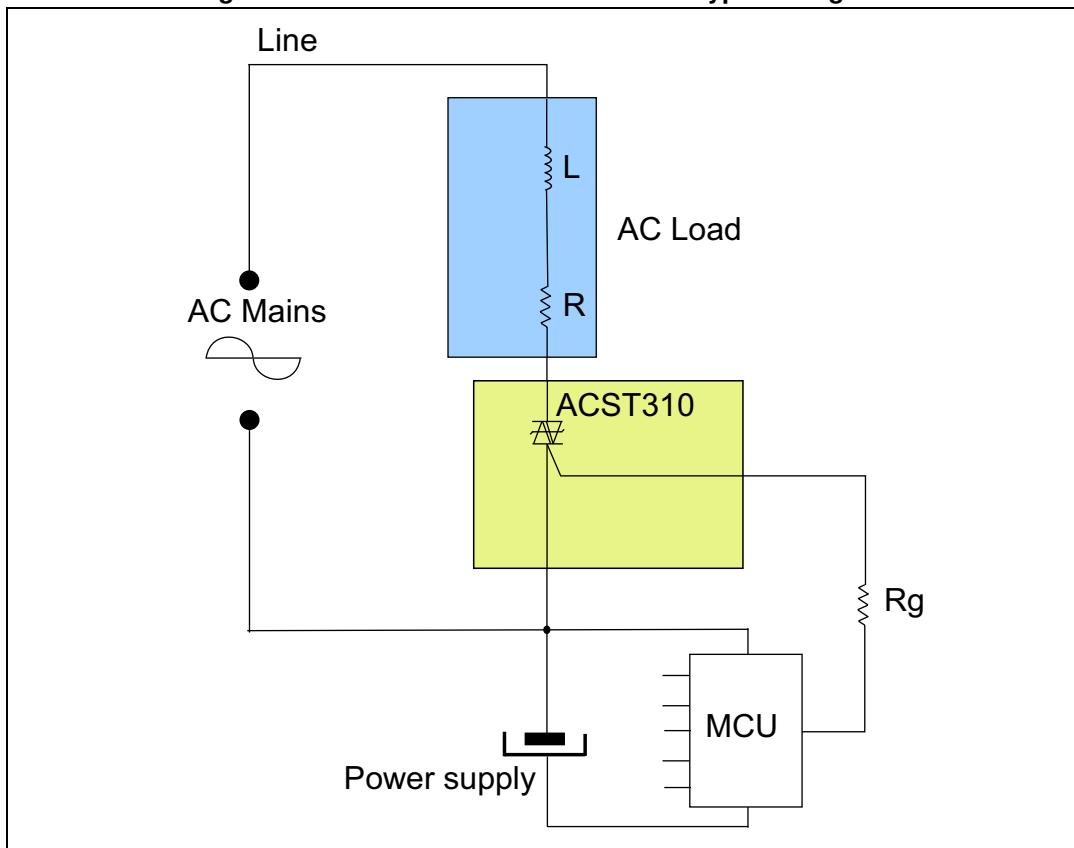 Line
L
AC Load
AC Mains
R
ACST310
Rg
MCU
Power supply